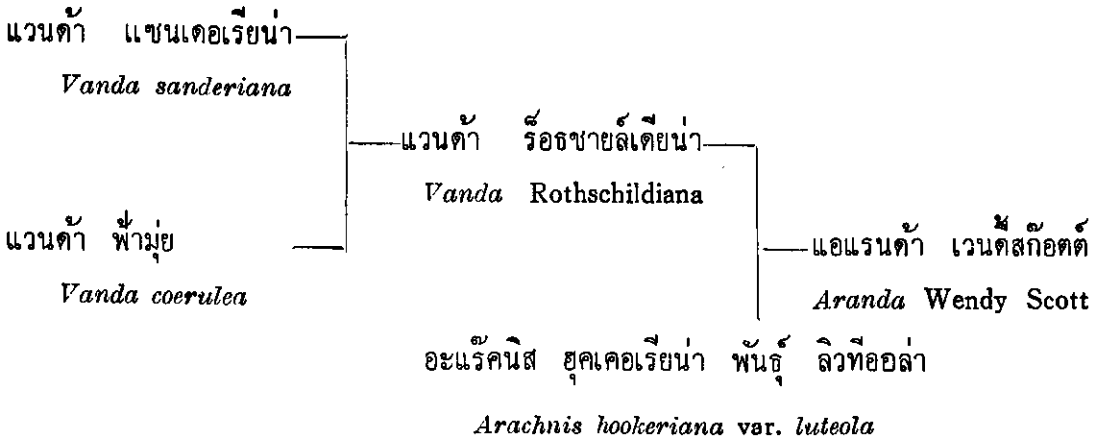 แวนด้า แซนเดอเรียน่า
Vanda sanderiana
แวนด้า ร็อธชายล์เดียน่า
Vanda Rothschildiana
แวนด้า ฟ้ามุ่ย
Vanda coerulea
แอแรนด้า เวนดี้สก๊อตต์
Aranda Wendy Scott
อะแร๊คนิส ฮุคเคอเรียน่า พันธุ์ ลิวทีออล่า
Arachnis hookeriana var. luteola